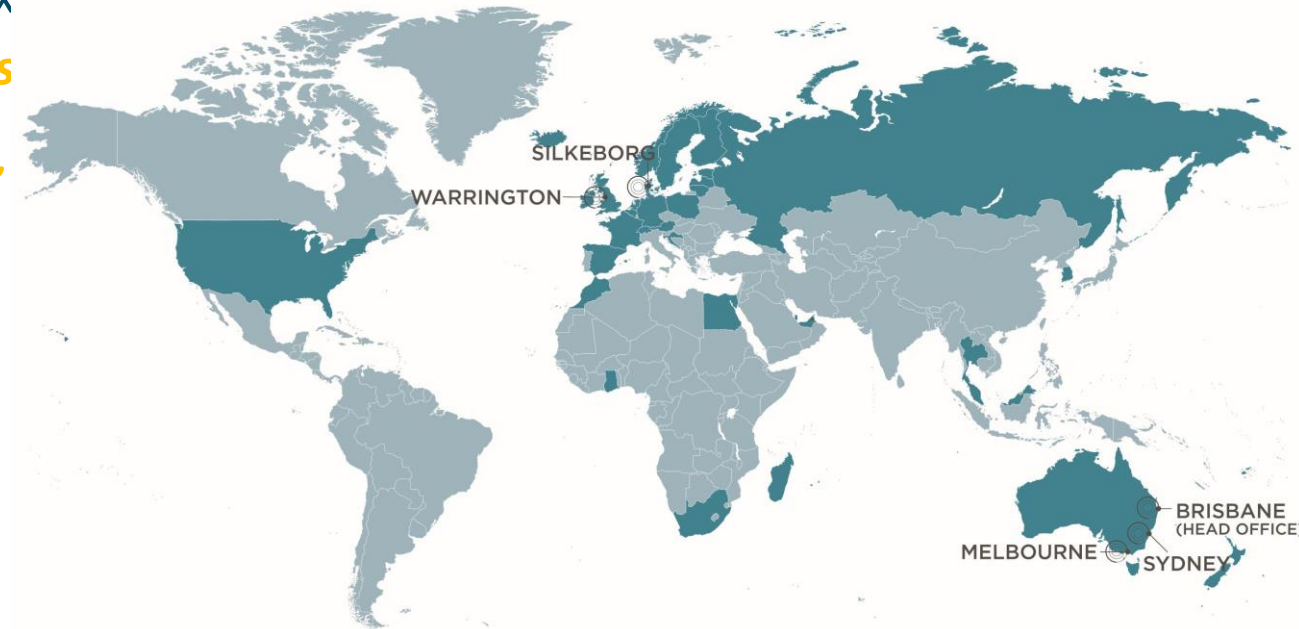 s
SILKEBORG
WARRINGTON
BRISBANE
(HEAD OFFICE)
MELBOURNE
SYDNEY